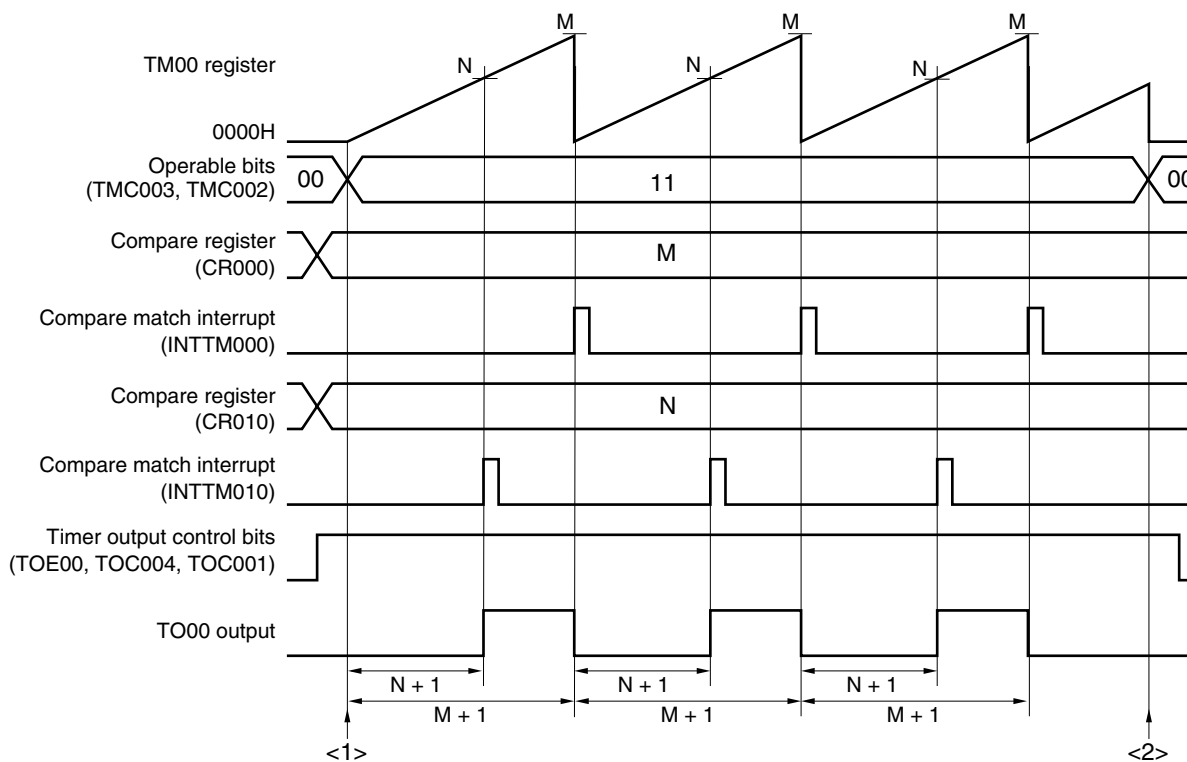 M M M
TM00 register
N N N
0000H
Operable bits
(TMC003, TMC002)
00 11 00
Compare register
(CR000)
M
Compare match interrupt
(INTTM000)
Compare register
(CR010)
N
Compare match interrupt
(INTTM010)
Timer output control bits
(TOE00, TOC004, TOC001)
TO00 output
N + 1 N + 1 N + 1
M + 1 M + 1 M + 1
<1> <2>